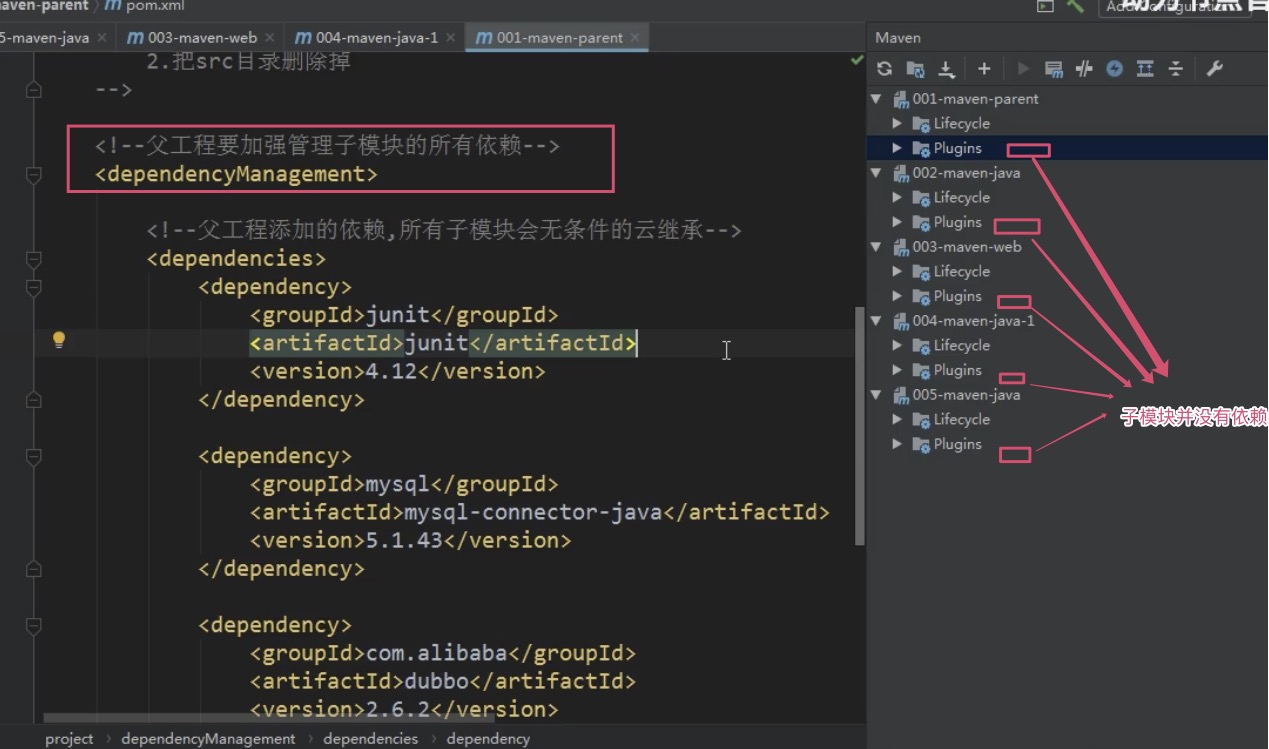 maven-parent m pom.xml
5-maven-java × m 003-maven-web × m 004-maven-java-1 × m 001-maven-parent ×
2.把src目录删除掉
-->
<!--父工程要加强管理子模块的所有依赖-->
<dependencyManagement>
<!--父工程添加的依赖,所有子模块会无条件的云继承-->
<dependencies>
<dependency>
<groupId>junit</groupId>
<artifactId>junit</artifactId>
<version>4.12</version>
</dependency>
<dependency>
<groupId>mysql</groupId>
<artifactId>mysql-connector-java</artifactId>
<version>5.1.43</version>
</dependency>
<dependency>
<groupId>com.alibaba</groupId>
<artifactId>dubbo</artifactId>
<version>2.6.2</version>
project › dependencyManagement › dependencies › dependency
Maven
001-maven-parent
Lifecycle
Plugins
002-maven-java
Lifecycle
Plugins
003-maven-web
Lifecycle
Plugins
004-maven-java-1
Lifecycle
Plugins
005-maven-java
Lifecycle
Plugins
子模块并没有依赖